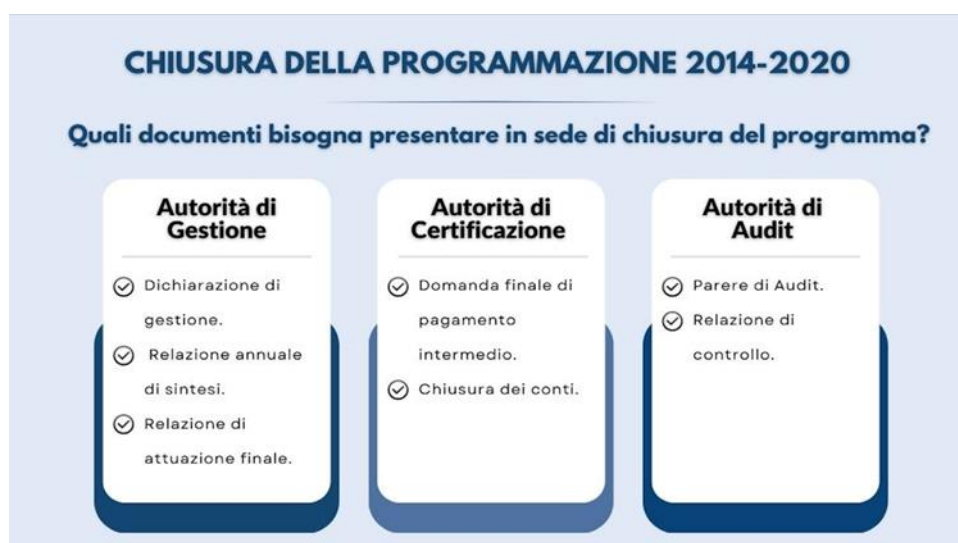 CHIUSURA DELLA PROGRAMMAZIONE 2014-2020
Quali documenti bisogna presentare in sede di chiusura del programma?
Autorità di
Gestione
Dichiarazione di
gestione.
Relazione annuale
di sintesi.
Relazione di
attuazione finale.
Autorità di
Certificazione
Domanda finale di
pagamento
intermedio.
Chiusura dei conti.
Autorità di
Audit
Parere di Audit.
Relazione di
controllo.